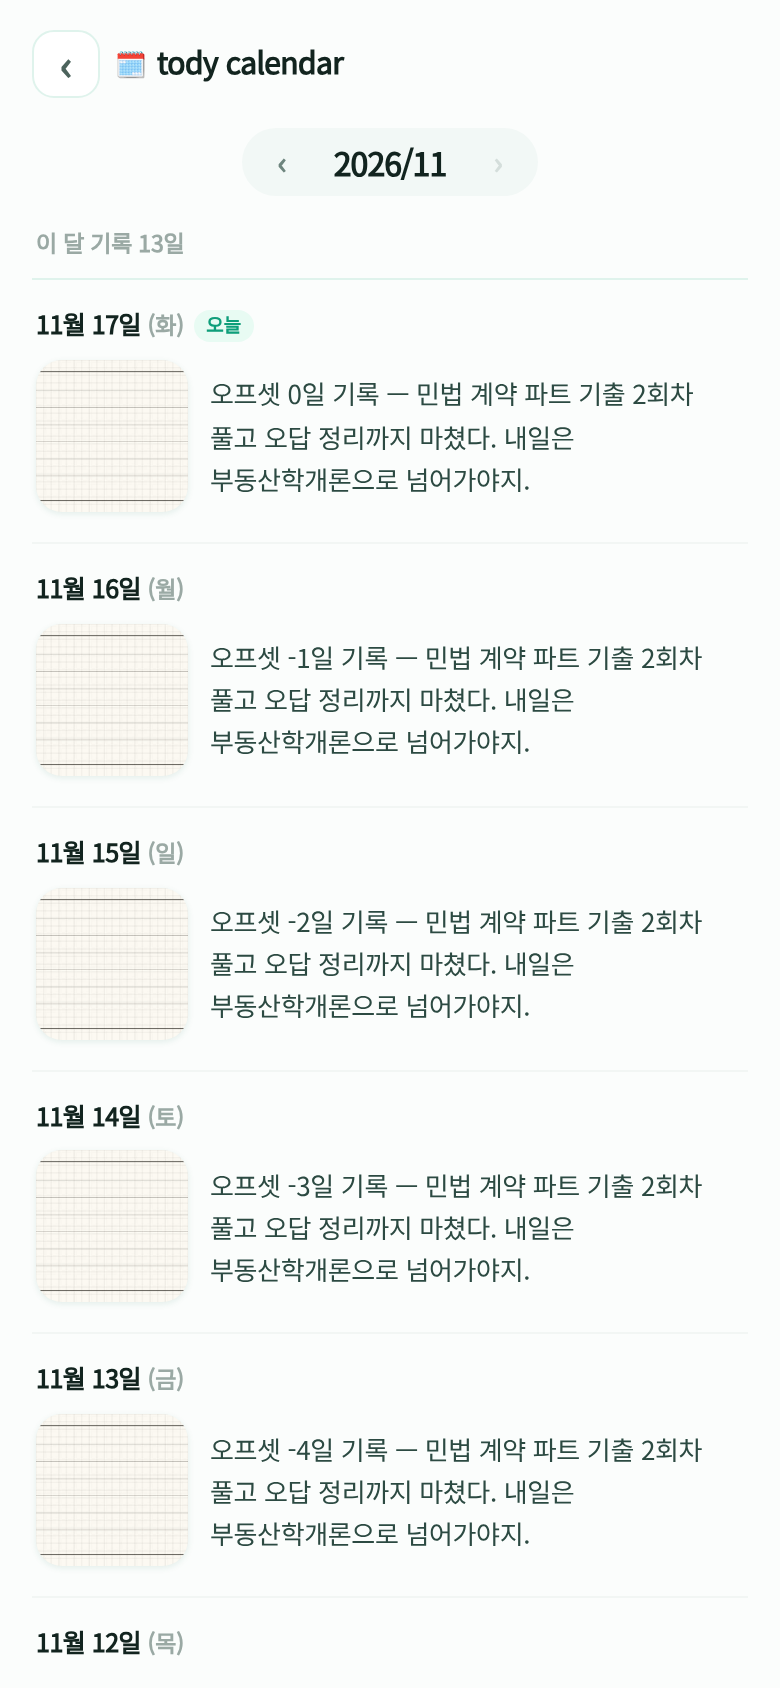 ‹ 🗓️ tody calendar
‹ 2026/11 ›
이 달 기록 13일
11월 17일 (화) 오늘
오프셋 0일 기록 — 민법 계약 파트 기출 2회차
풀고 오답 정리까지 마쳤다. 내일은
부동산학개론으로 넘어가야지.
11월 16일 (월)
오프셋 -1일 기록 — 민법 계약 파트 기출 2회차
풀고 오답 정리까지 마쳤다. 내일은
부동산학개론으로 넘어가야지.
11월 15일 (일)
오프셋 -2일 기록 — 민법 계약 파트 기출 2회차
풀고 오답 정리까지 마쳤다. 내일은
부동산학개론으로 넘어가야지.
11월 14일 (토)
오프셋 -3일 기록 — 민법 계약 파트 기출 2회차
풀고 오답 정리까지 마쳤다. 내일은
부동산학개론으로 넘어가야지.
11월 13일 (금)
오프셋 -4일 기록 — 민법 계약 파트 기출 2회차
풀고 오답 정리까지 마쳤다. 내일은
부동산학개론으로 넘어가야지.
11월 12일 (목)